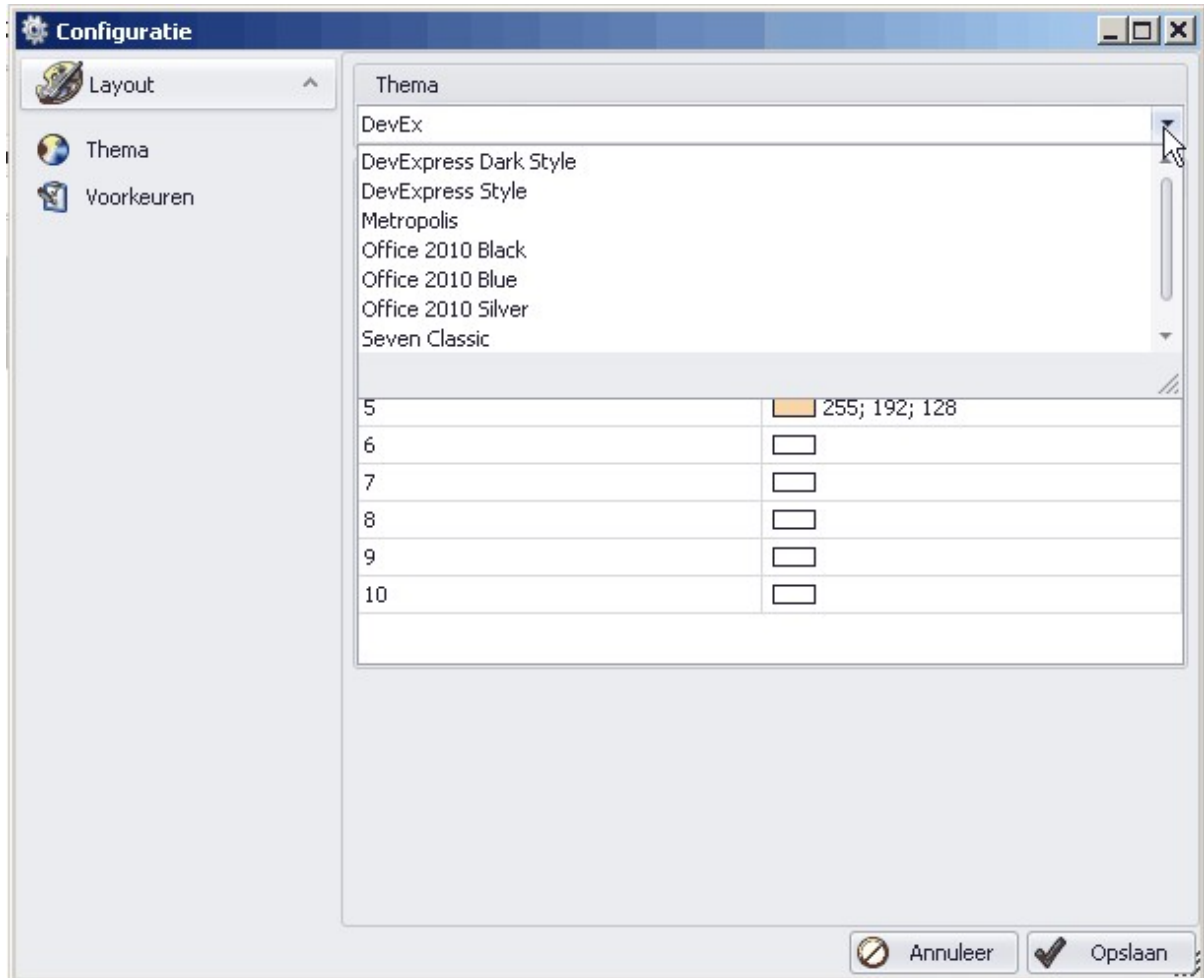 Configuratie
Layout
Thema
Voorkeuren
Thema
DevEx
DevExpress Dark Style
DevExpress Style
Metropolis
Office 2010 Black
Office 2010 Blue
Office 2010 Silver
Seven Classic
5 255; 192; 128
6
7
8
9
10
Annuleer Opslaan